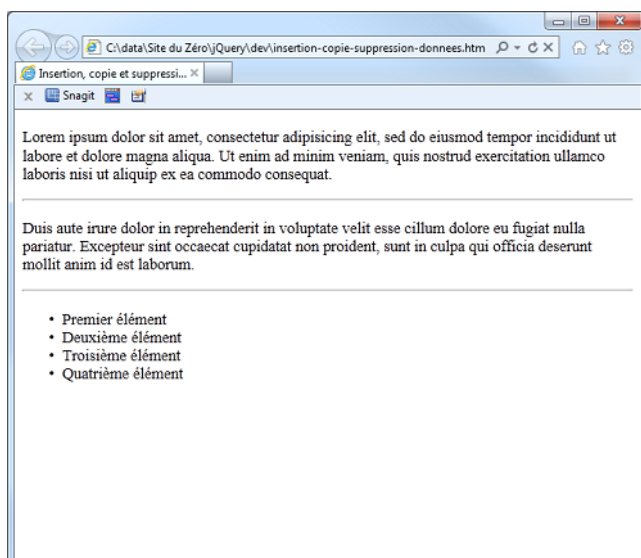 C:\data\Site du Zéro\jQuery\dev\insertion-copie-suppression-donnees.htm
Insertion, copie et suppressi...
Snagit
Lorem ipsum dolor sit amet, consectetur adipisicing elit, sed do eiusmod tempor incididunt ut
labore et dolore magna aliqua. Ut enim ad minim veniam, quis nostrud exercitation ullamco
laboris nisi ut aliquip ex ea commodo consequat.
Duis aute irure dolor in reprehenderit in voluptate velit esse cillum dolore eu fugiat nulla
pariatur. Excepteur sint occaecat cupidatat non proident, sunt in culpa qui officia deserunt
mollit anim id est laborum.
• Premier élément
• Deuxième élément
• Troisième élément
• Quatrième élément